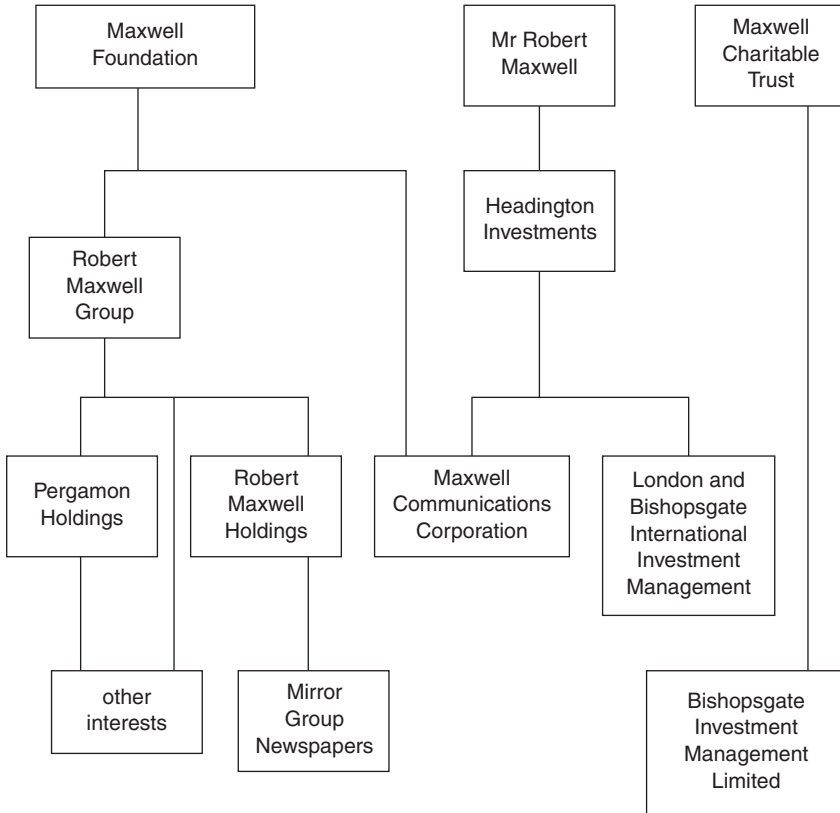 Maxwell
Foundation
Mr Robert
Maxwell
Maxwell
Charitable
Trust
Headington
Investments
Robert
Maxwell
Group
Pergamon
Holdings
Robert
Maxwell
Holdings
Maxwell
Communications
Corporation
London and
Bishopsgate
International
Investment
Management
other
interests
Mirror
Group
Newspapers
Bishopsgate
Investment
Management
Limited